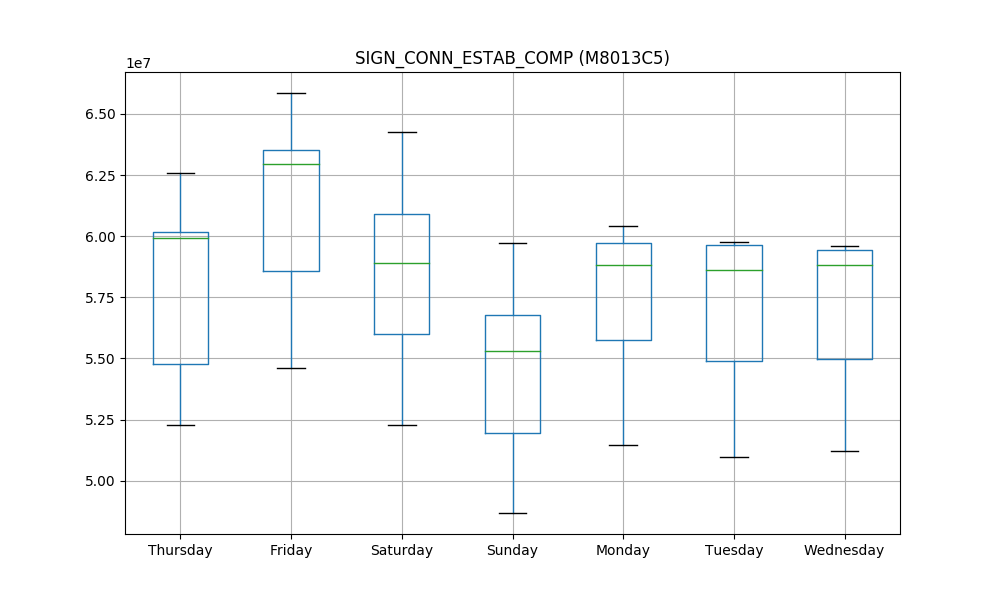 SIGN_CONN_ESTAB_COMP (M8013C5)
1e7
6.50
6.25
6.00
5.75
5.50
5.25
5.00
Thursday Friday Saturday Sunday Monday Tuesday Wednesday